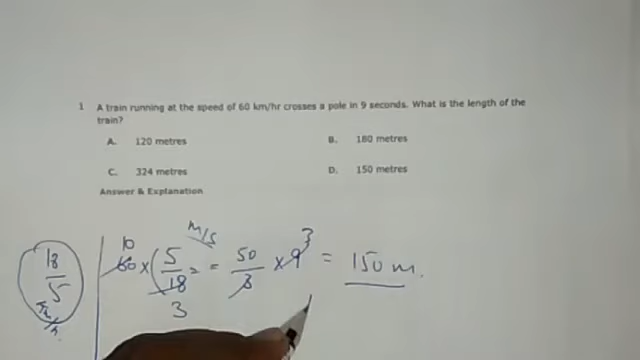 1 A train running at the speed of 60 km/hr crosses a pole in 9 seconds. What is the length of the
train?
A. 120 metres
B. 180 metres
C. 324 metres
D. 150 metres
Answer & Explanation
m/s
10
18/5
60 × (5/18 = 50/3 × 9 3 = 150 m.
3